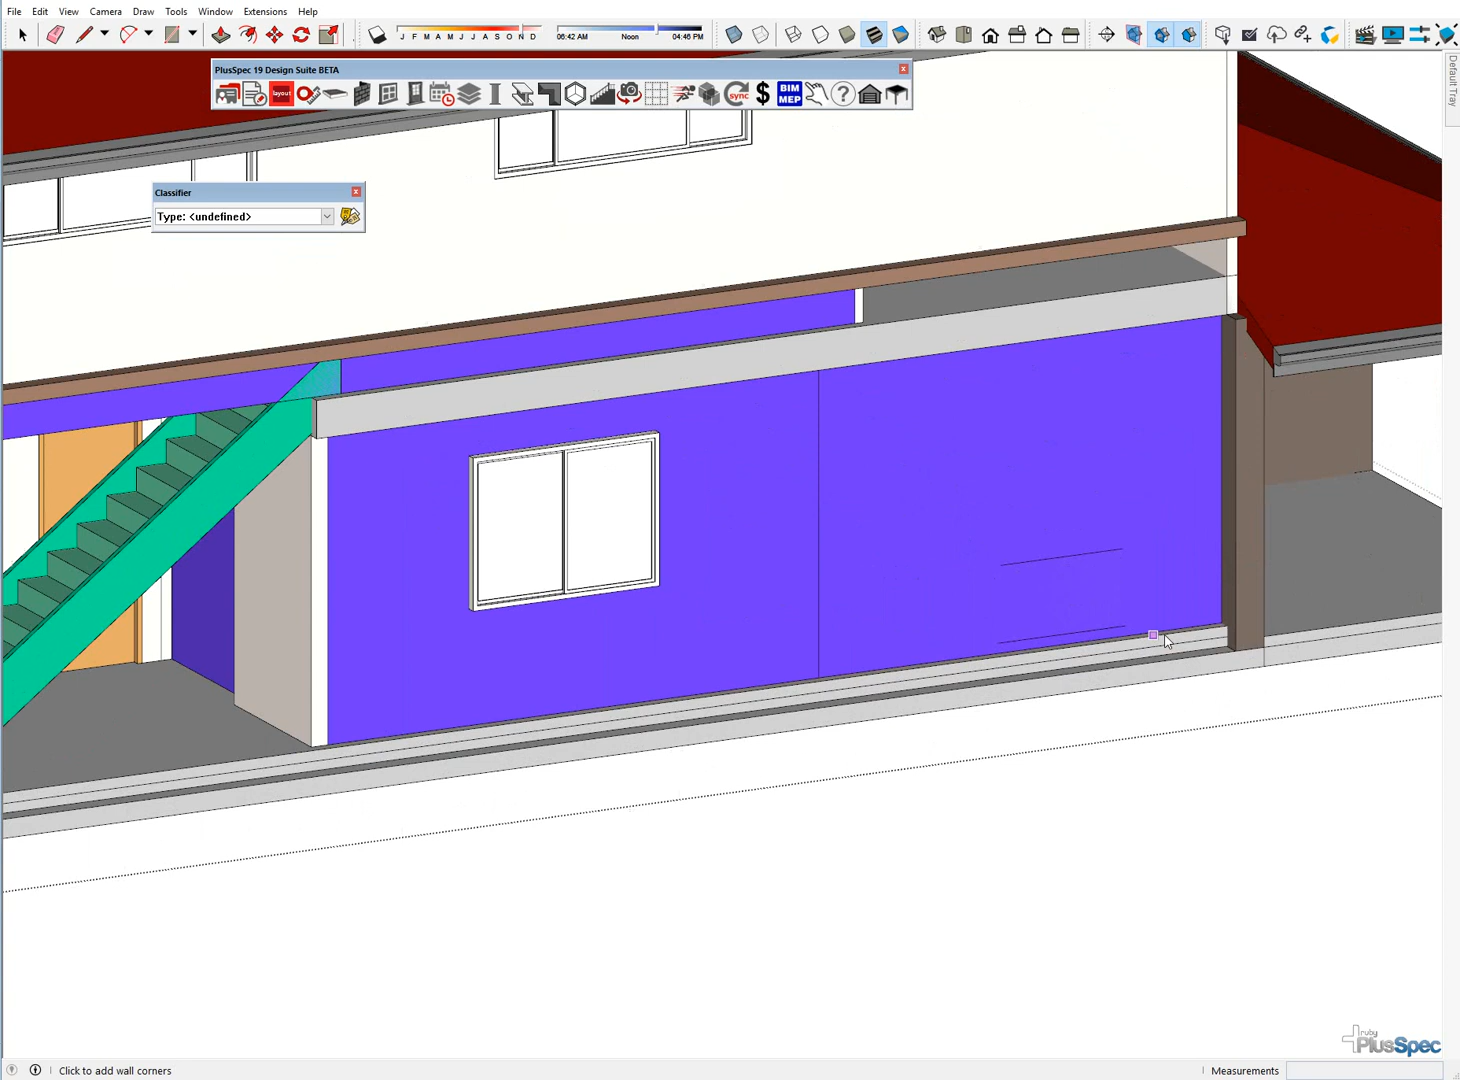 File Edit View Camera Draw Tools Window Extensions Help
J F M A M J J A S O N D
06:42 AM Noon 04:46 PM
PlusSpec 19 Design Suite BETA
layout
sync
$
BIM
MEP
?
Default Tray
Classifier
Type: <undefined>
ruby
PlusSpec
Click to add wall corners
Measurements